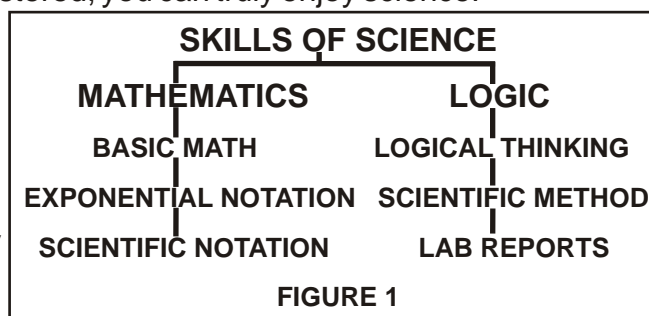 stered, you can truly enjoy science.
SKILLS OF SCIENCE
MATHEMATICS LOGIC
BASIC MATH LOGICAL THINKING
EXPONENTIAL NOTATION SCIENTIFIC METHOD
SCIENTIFIC NOTATION LAB REPORTS
FIGURE 1